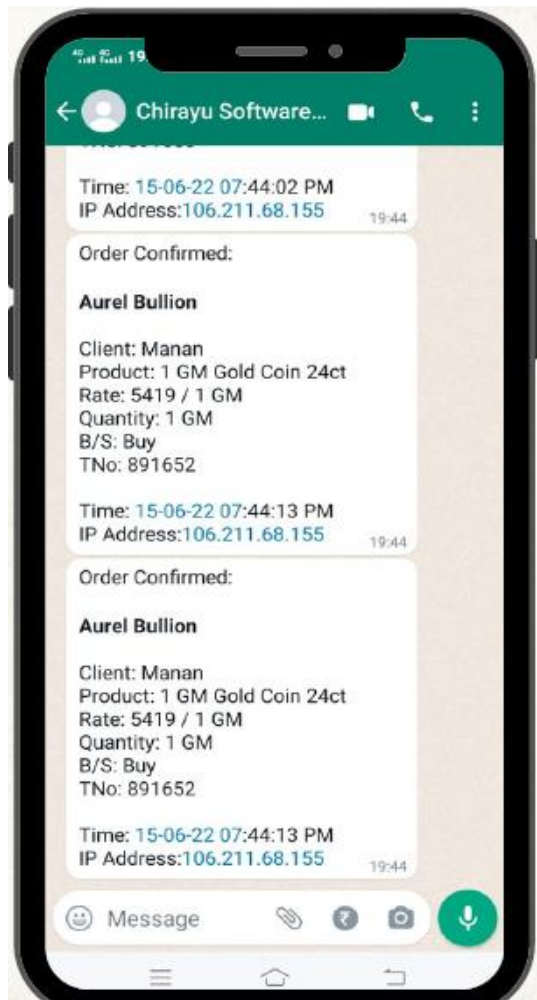 4G 4G 19
Chirayu Software...
Time: 15-06-22 07:44:02 PM
IP Address:106.211.68.155
19:44
Order Confirmed:
Aurel Bullion
Client: Manan
Product: 1 GM Gold Coin 24ct
Rate: 5419 / 1 GM
Quantity: 1 GM
B/S: Buy
TNo: 891652
Time: 15-06-22 07:44:13 PM
IP Address:106.211.68.155
19:44
Order Confirmed:
Aurel Bullion
Client: Manan
Product: 1 GM Gold Coin 24ct
Rate: 5419 / 1 GM
Quantity: 1 GM
B/S: Buy
TNo: 891652
Time: 15-06-22 07:44:13 PM
IP Address:106.211.68.155
19:44
Message
₹